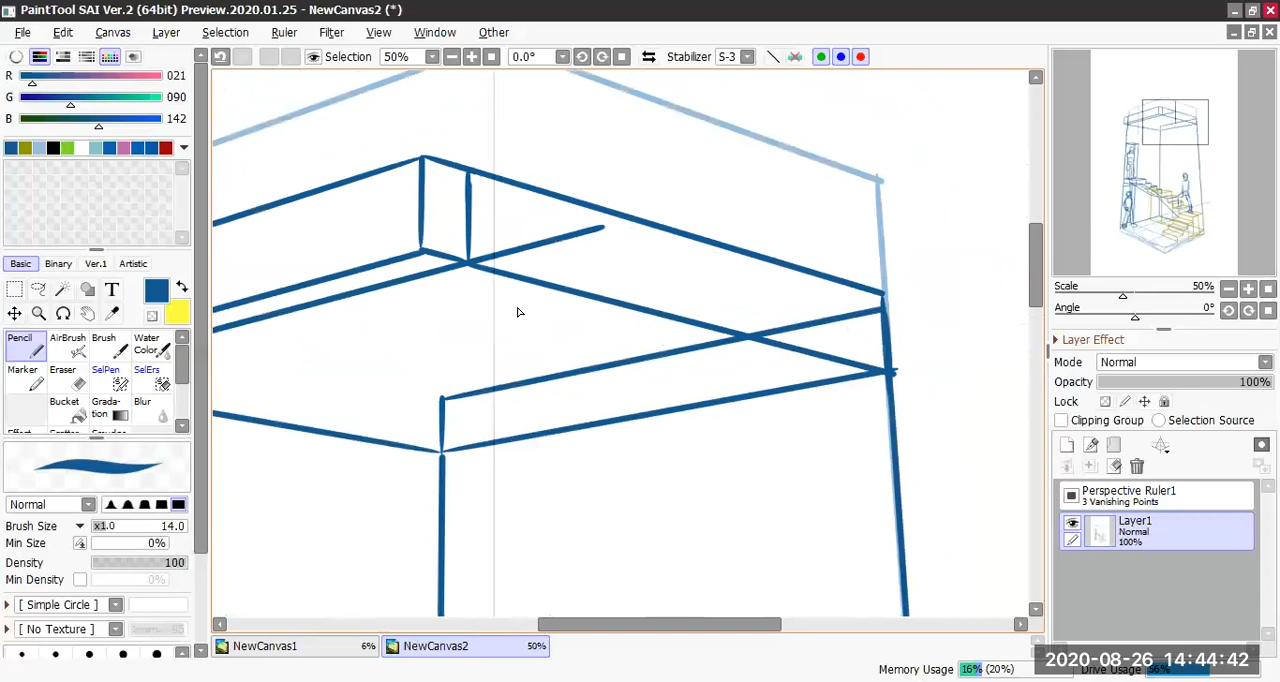 PaintTool SAI Ver.2 (64bit) Preview.2020.01.25 - NewCanvas2 (*)
File Edit Canvas Layer Selection Ruler Filter View Window Other
Selection 50% 0.0° Stabilizer S-3
R 021
G 090
B 142
Basic Binary Ver.1 Artistic
T
Pencil AirBrush Brush Water Color
Marker Eraser SelPen SelErs
Bucket Grada-tion Blur
Normal
Brush Size x1.0 14.0
Min Size 0%
Density 100
Min Density 0%
[ Simple Circle ]
[ No Texture ] 95
Scale 50%
Angle 0°
Layer Effect
Mode Normal
Opacity 100%
Lock
Clipping Group Selection Source
Perspective Ruler1
3 Vanishing Points
Layer1
Normal
100%
NewCanvas1 6% NewCanvas2 50%
Memory Usage 16% (20%) Drive Usage 56%
2020-08-26 14:44:42